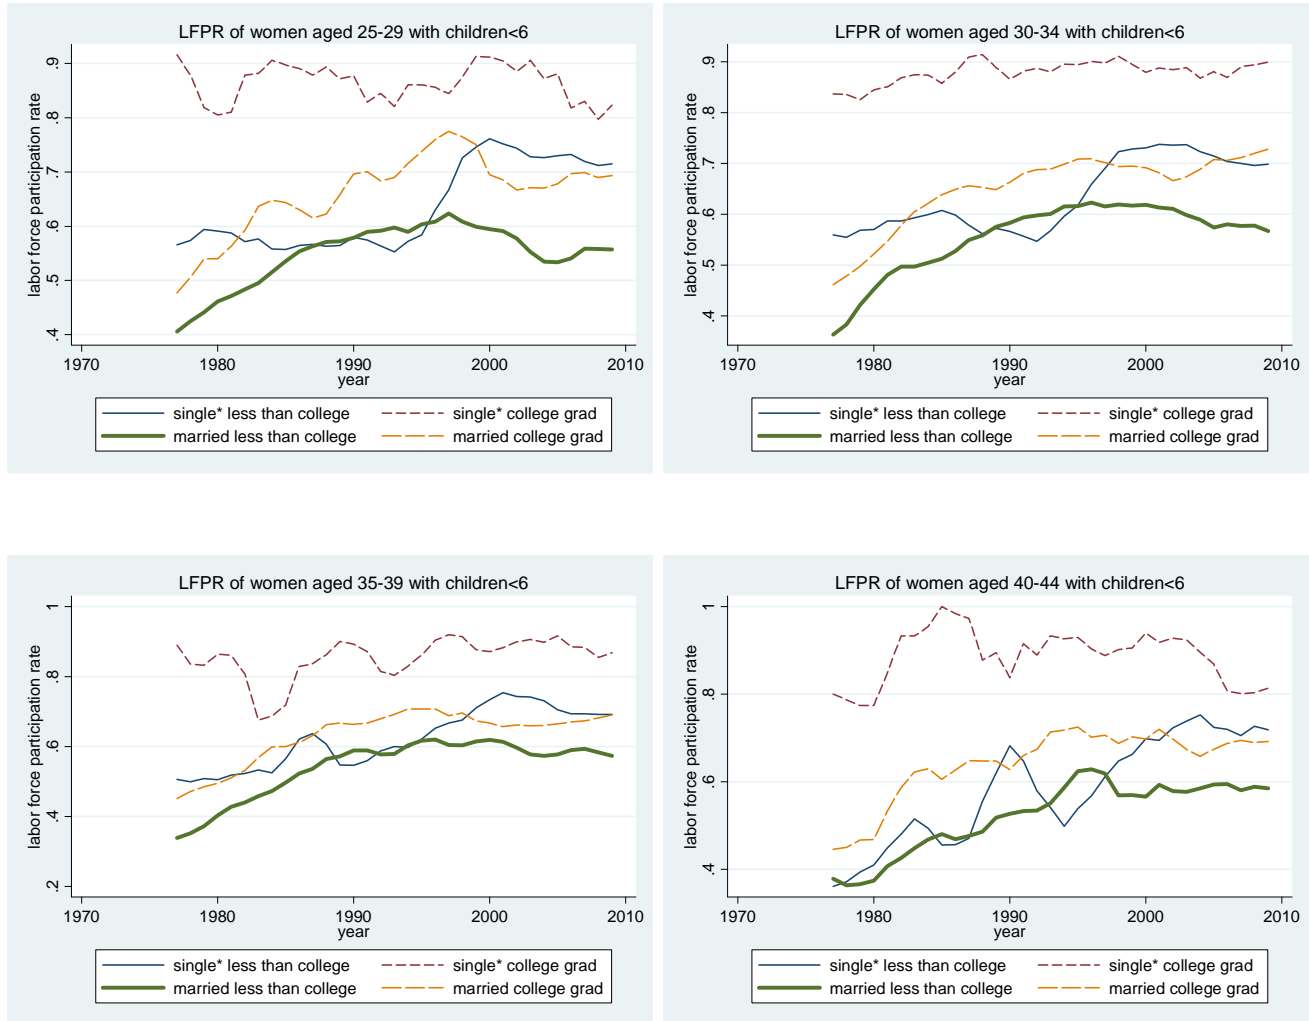 LFPR of women aged 25-29 with children<6
labor force participation rate
.9
.8
.7
.6
.5
.4
1970 1980 1990 2000 2010
year
single* less than college single* college grad
married less than college married college grad
LFPR of women aged 30-34 with children<6
labor force participation rate
.9
.8
.7
.6
.5
.4
1970 1980 1990 2000 2010
year
single* less than college single* college grad
married less than college married college grad
LFPR of women aged 35-39 with children<6
labor force participation rate
1
.8
.6
.4
.2
1970 1980 1990 2000 2010
year
single* less than college single* college grad
married less than college married college grad
LFPR of women aged 40-44 with children<6
labor force participation rate
1
.8
.6
.4
1970 1980 1990 2000 2010
year
single* less than college single* college grad
married less than college married college grad